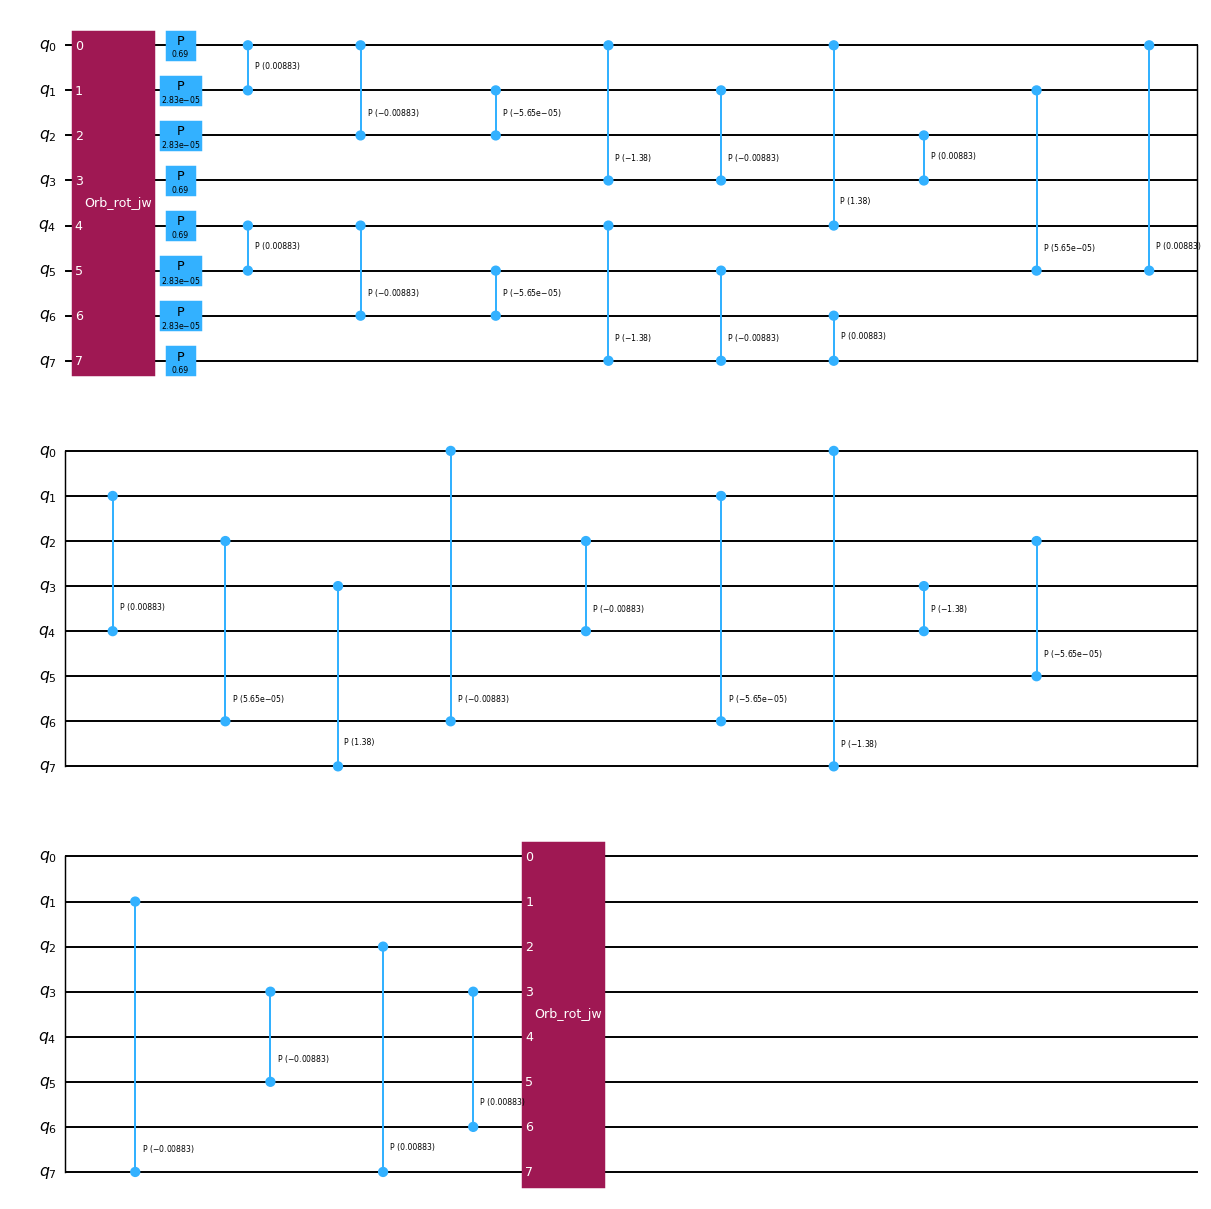 q0 0 P 0.69
P (0.00883)
q1 1 P 2.83e−05
P (−0.00883) P (−5.65e−05)
q2 2 P 2.83e−05
P (−1.38) P (−0.00883) P (0.00883)
q3 3 P 0.69
Orb_rot_jw P (1.38)
q4 4 P 0.69
P (0.00883) P (5.65e−05) P (0.00883)
q5 5 P 2.83e−05
P (−0.00883) P (−5.65e−05)
q6 6 P 2.83e−05
P (−1.38) P (−0.00883) P (0.00883)
q7 7 P 0.69
q0
q1
q2
q3
P (0.00883) P (−0.00883) P (−1.38)
q4
P (−5.65e−05)
q5
P (5.65e−05) P (−0.00883) P (−5.65e−05)
q6
P (1.38) P (−1.38)
q7
q0 0
q1 1
q2 2
q3 3
Orb_rot_jw
q4 4
P (−0.00883)
q5 5
P (0.00883)
q6 6
P (−0.00883) P (0.00883)
q7 7